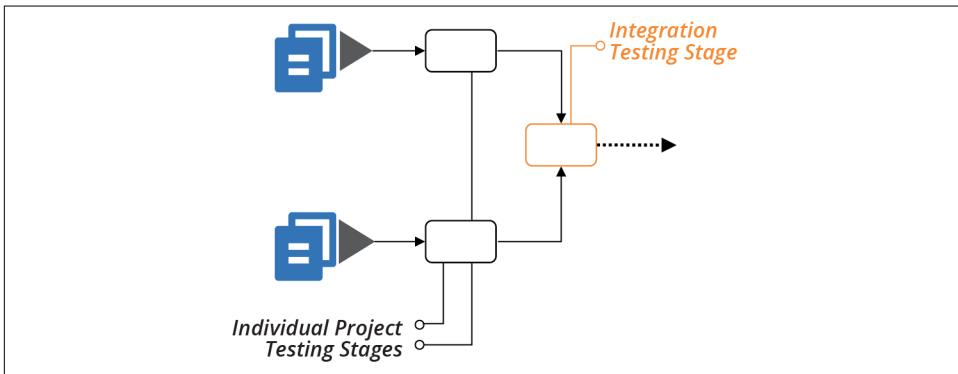 Integration
Testing Stage
Individual Project
Testing Stages